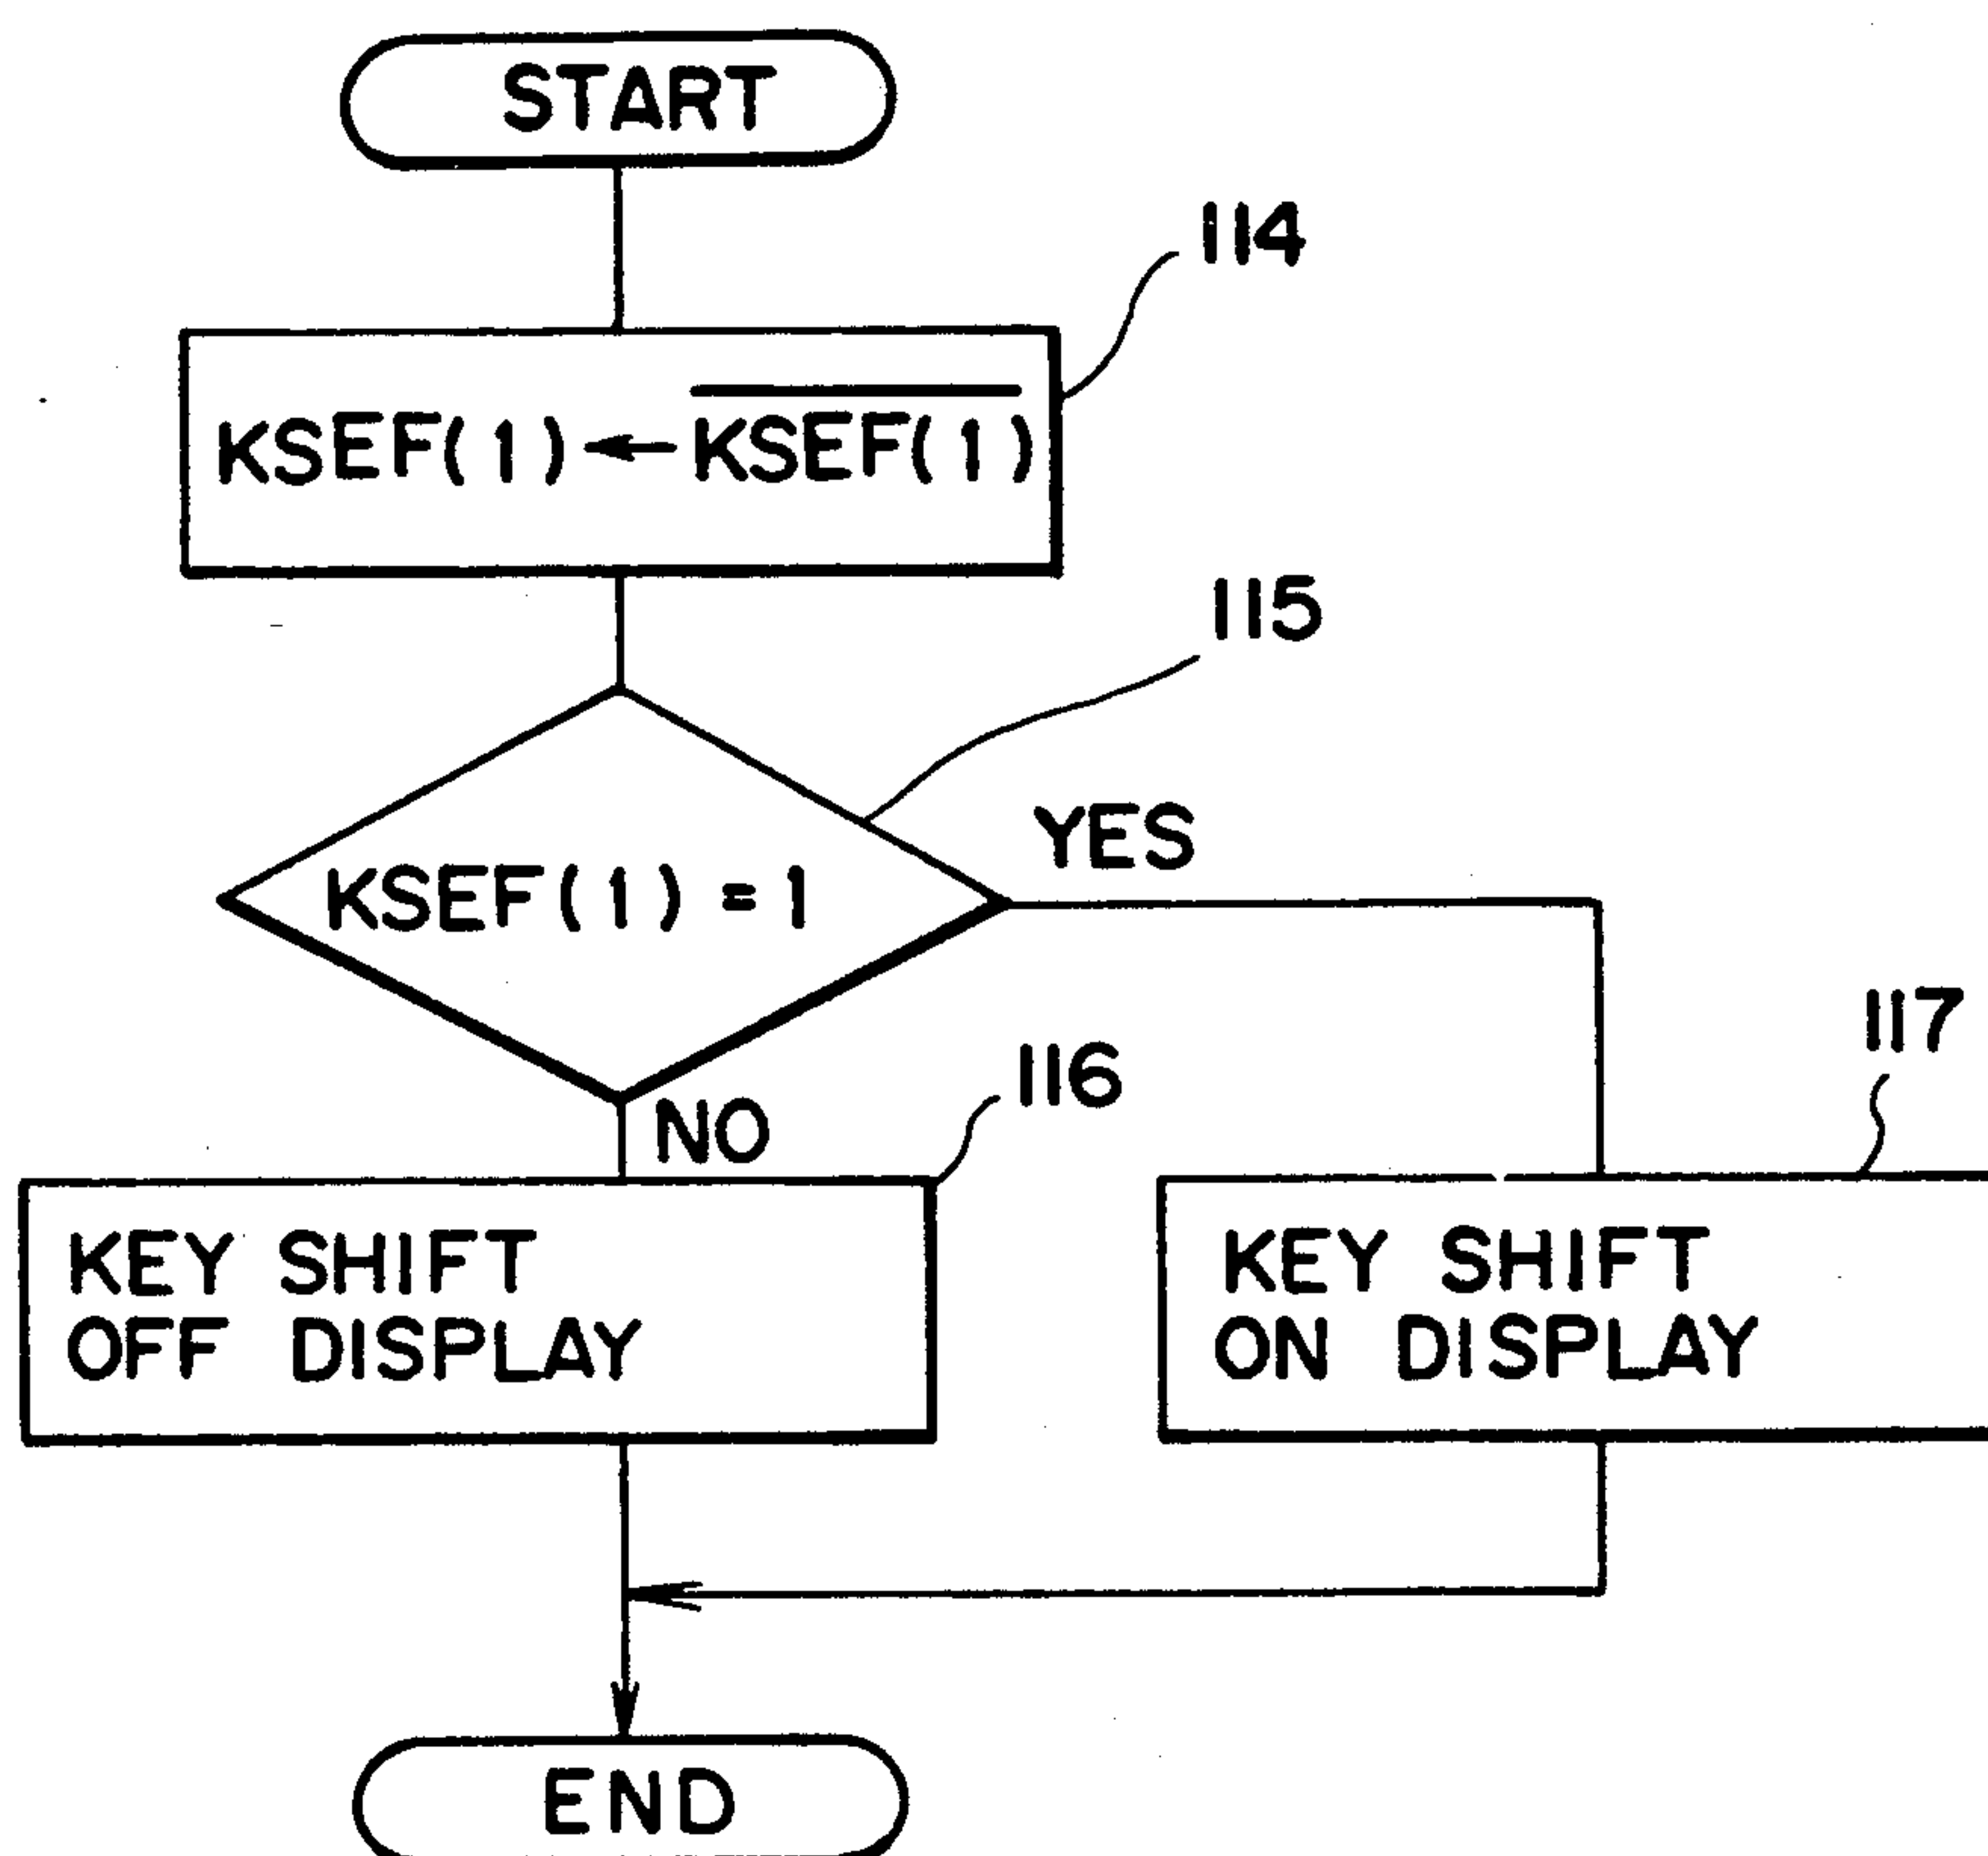 START
114
KSEF(1) ← K̅S̅E̅F̅(̅1̅)̅
115
KSEF(1) = 1
YES
117
116
NO
KEY SHIFT
OFF DISPLAY
KEY SHIFT
ON DISPLAY
END